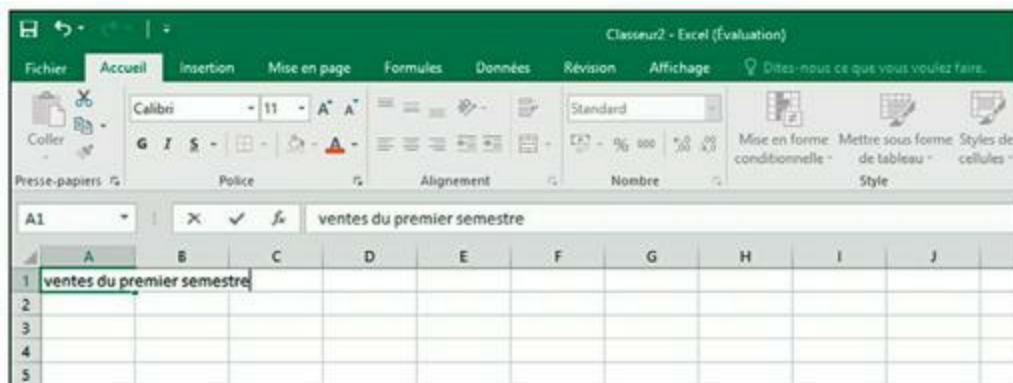 Classeur2 - Excel (Évaluation)
Fichier Accueil Insertion Mise en page Formules Données Révision Affichage Dites-nous ce que vous voulez faire.
Coller Calibri 11 A A Standard
G I S A % 000
Mise en forme conditionnelle
Mettre sous forme de tableau
Styles de cellules
Presse-papiers Police Alignement Nombre Style
A1 fx ventes du premier semestre
A B C D E F G H I J
1 ventes du premier semestre
2
3
4
5